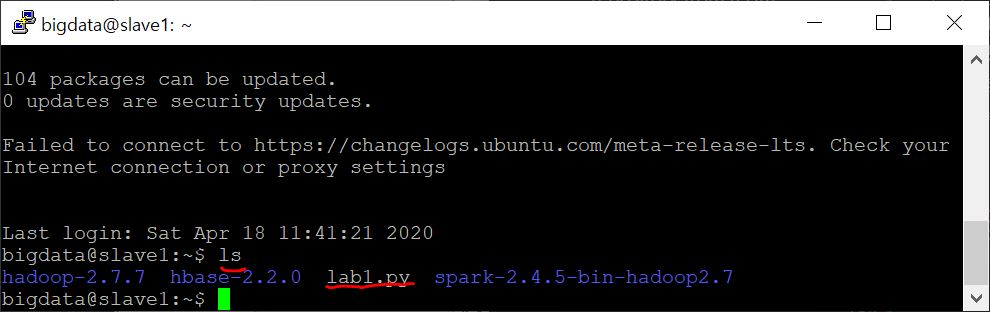 bigdata@slave1: ~
104 packages can be updated.
0 updates are security updates.
Failed to connect to https://changelogs.ubuntu.com/meta-release-lts. Check your
Internet connection or proxy settings
Last login: Sat Apr 18 11:41:21 2020
bigdata@slave1:~$ ls
hadoop-2.7.7  hbase-2.2.0  lab1.py  spark-2.4.5-bin-hadoop2.7
bigdata@slave1:~$